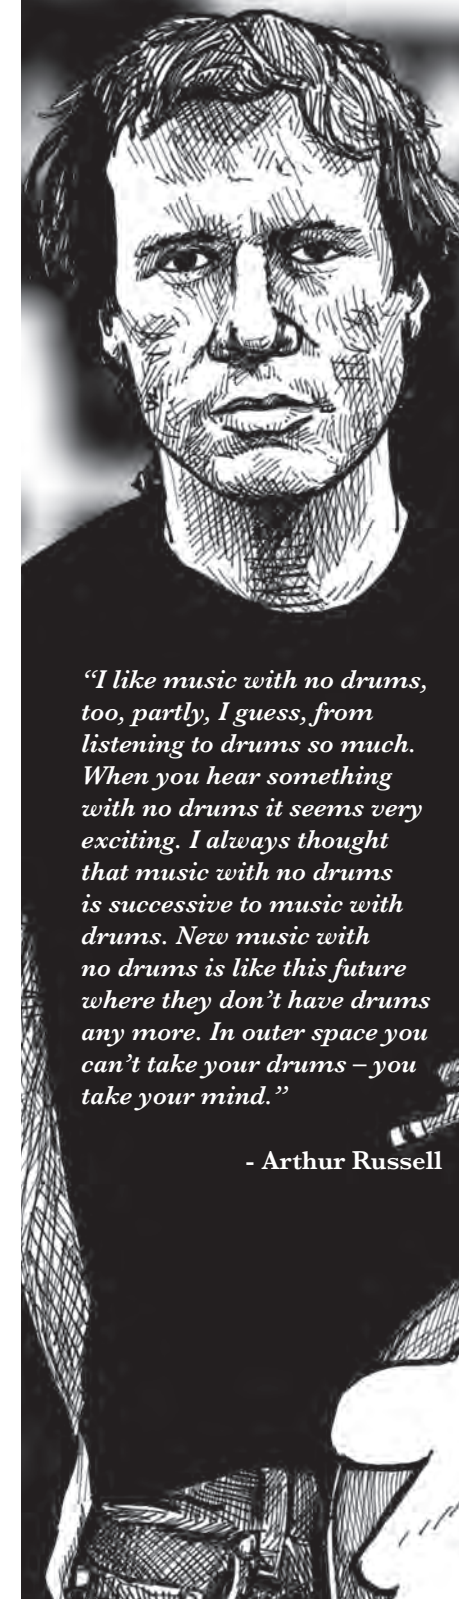 “I like music with no drums,
too, partly, I guess, from
listening to drums so much.
When you hear something
with no drums it seems very
exciting. I always thought
that music with no drums
is successive to music with
drums. New music with
no drums is like this future
where they don’t have drums
any more. In outer space you
can’t take your drums – you
take your mind.”
- Arthur Russell